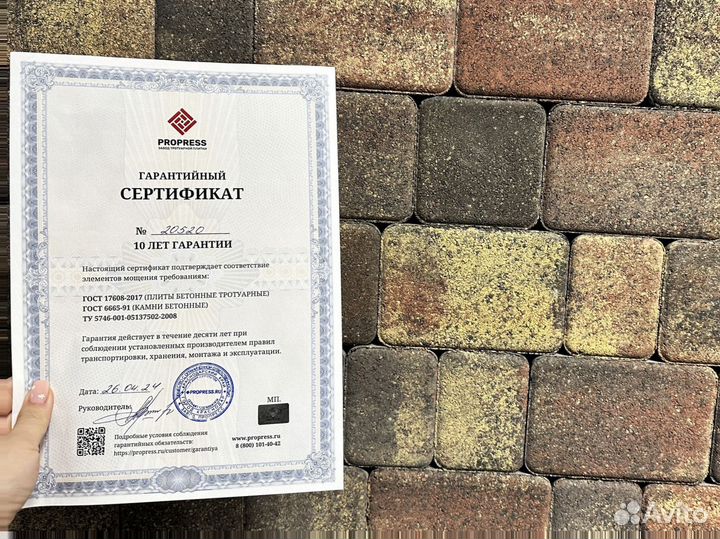 PROPRESS
ЗАВОД ТРОТУАРНОЙ ПЛИТКИ
ГАРАНТИЙНЫЙ
СЕРТИФИКАТ
№ 20520
10 ЛЕТ ГАРАНТИИ
Настоящий сертификат подтверждает соответствие
элементов мощения требованиям:
ГОСТ 17608-2017 (ПЛИТЫ БЕТОННЫЕ ТРОТУАРНЫЕ)
ГОСТ 6665-91 (КАМНИ БЕТОННЫЕ)
ТУ 5746-001-05137502-2008
Гарантия действует в течение десяти лет при
соблюдении установленных производителем правил
транспортировки, хранения, монтажа и эксплуатации.
Дата: 26.04.24
МП.
Руководитель
PROPRESS.RU
Подробные условия соблюдения
гарантийных обязательств:
https://propress.ru/customer/garantiya
www.propress.ru
8 (800) 101-40-42
Avito